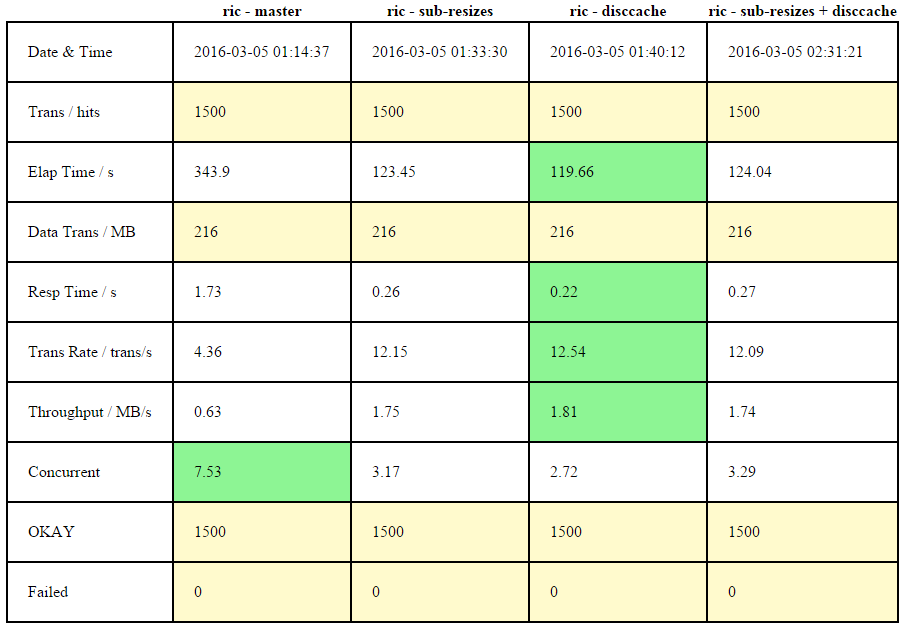 ric - master ric - sub-resizes ric - disccache ric - sub-resizes + disccache
Date & Time 2016-03-05 01:14:37 2016-03-05 01:33:30 2016-03-05 01:40:12 2016-03-05 02:31:21
Trans / hits 1500 1500 1500 1500
Elap Time / s 343.9 123.45 119.66 124.04
Data Trans / MB 216 216 216 216
Resp Time / s 1.73 0.26 0.22 0.27
Trans Rate / trans/s 4.36 12.15 12.54 12.09
Throughput / MB/s 0.63 1.75 1.81 1.74
Concurrent 7.53 3.17 2.72 3.29
OKAY 1500 1500 1500 1500
Failed 0 0 0 0